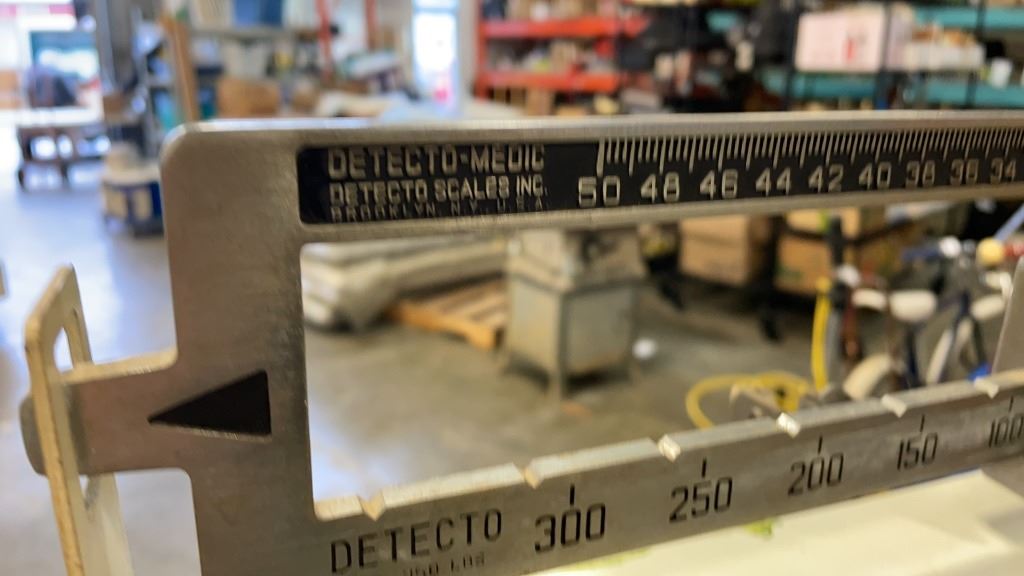 DETECTO-MEDIC
DETECTO SCALES INC.
BROOKLYN, N.Y. U.S.A.
50 48 46 44 42 40 38 36 34
DETECTO 300 250 200 150 100